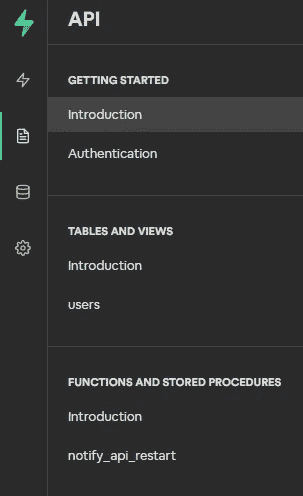 API
GETTING STARTED
Introduction
Authentication
TABLES AND VIEWS
Introduction
users
FUNCTIONS AND STORED PROCEDURES
Introduction
notify_api_restart